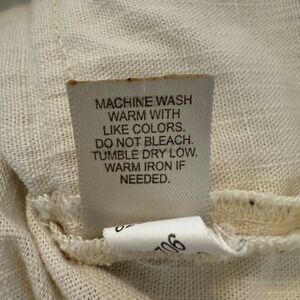 MACHINE WASH
WARM WITH
LIKE COLORS.
DO NOT BLEACH.
TUMBLE DRY LOW.
WARM IRON IF
NEEDED.